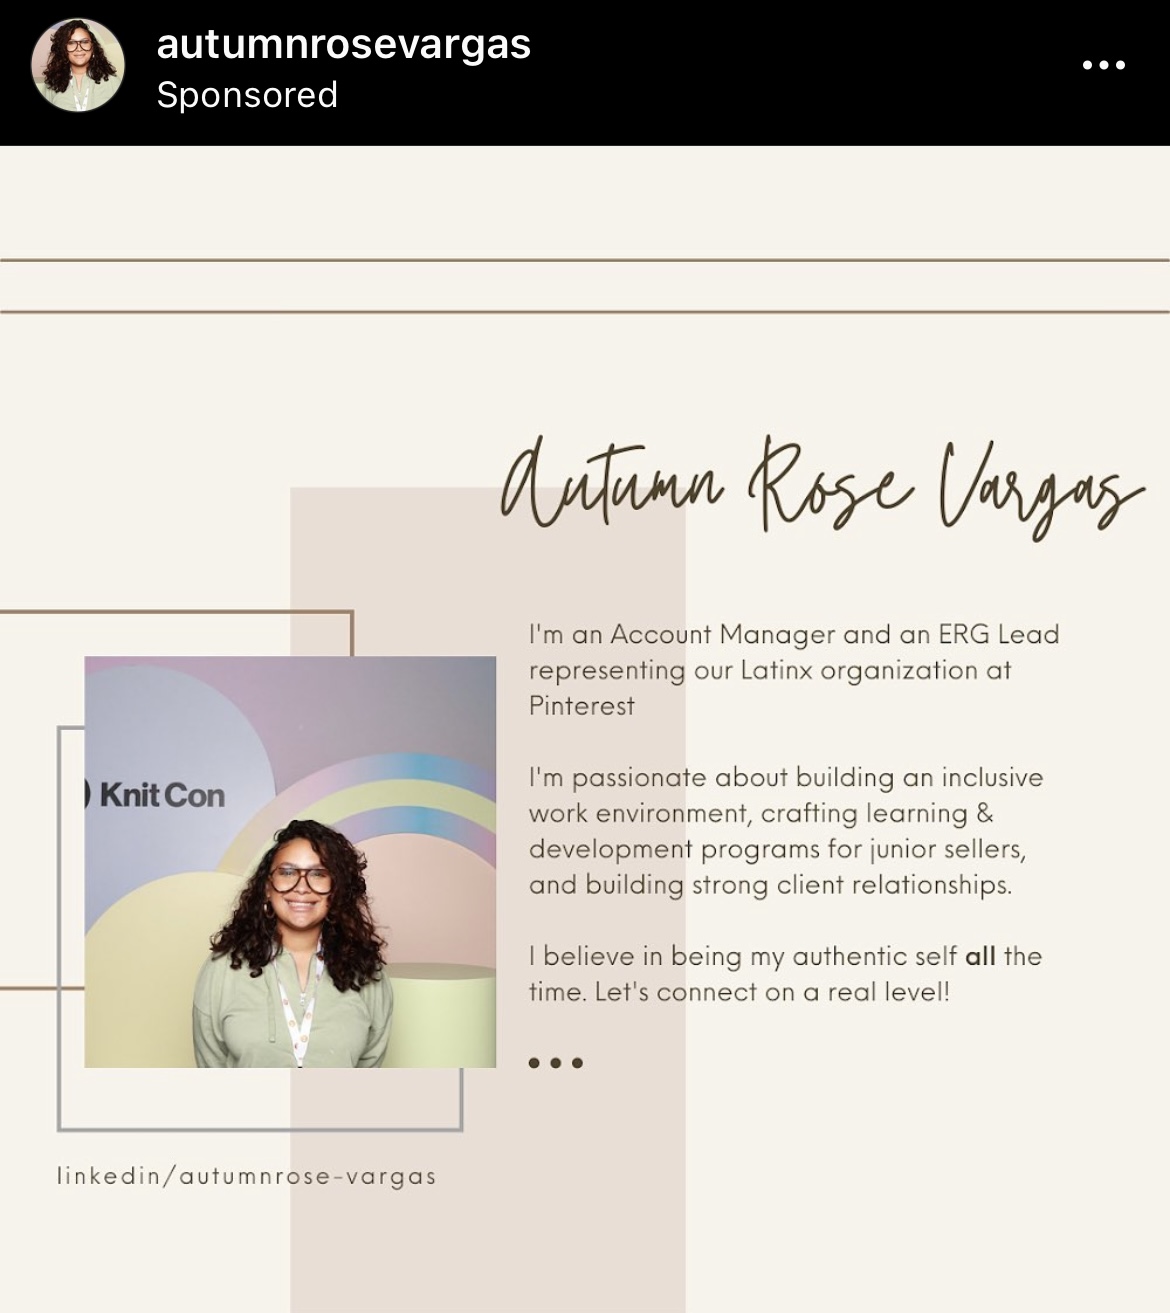 autumnrosevargas
Sponsored
Autumn Rose Vargas
I'm an Account Manager and an ERG Lead
representing our Latinx organization at
Pinterest
I'm passionate about building an inclusive
work environment, crafting learning &
development programs for junior sellers,
and building strong client relationships.
I believe in being my authentic self all the
time. Let's connect on a real level!
Knit Con
linkedin/autumnrose-vargas